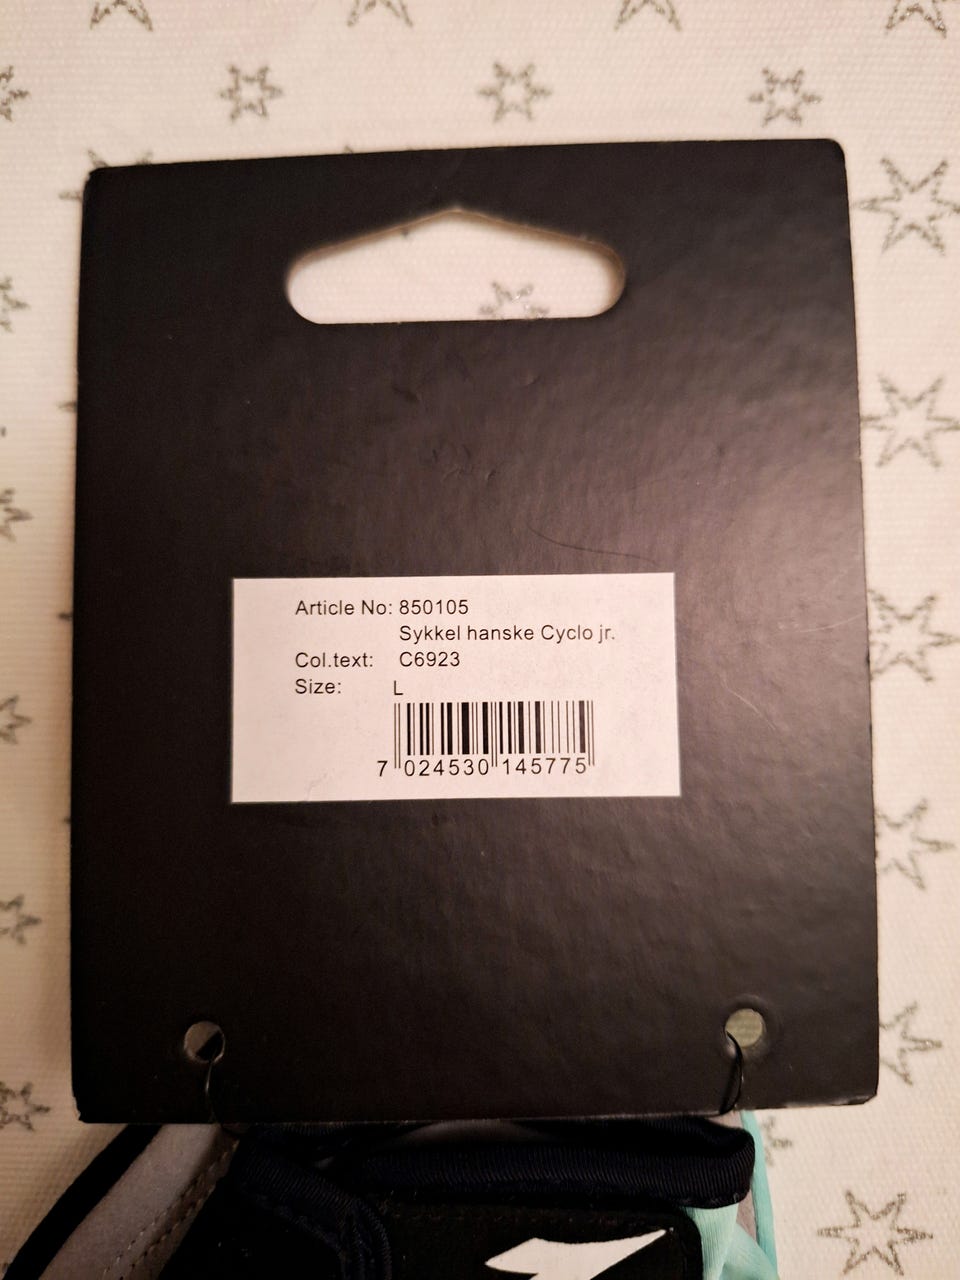 Article No: 850105
Sykkel hanske Cyclo jr.
Col.text: C6923
Size: L
7 024530 145775